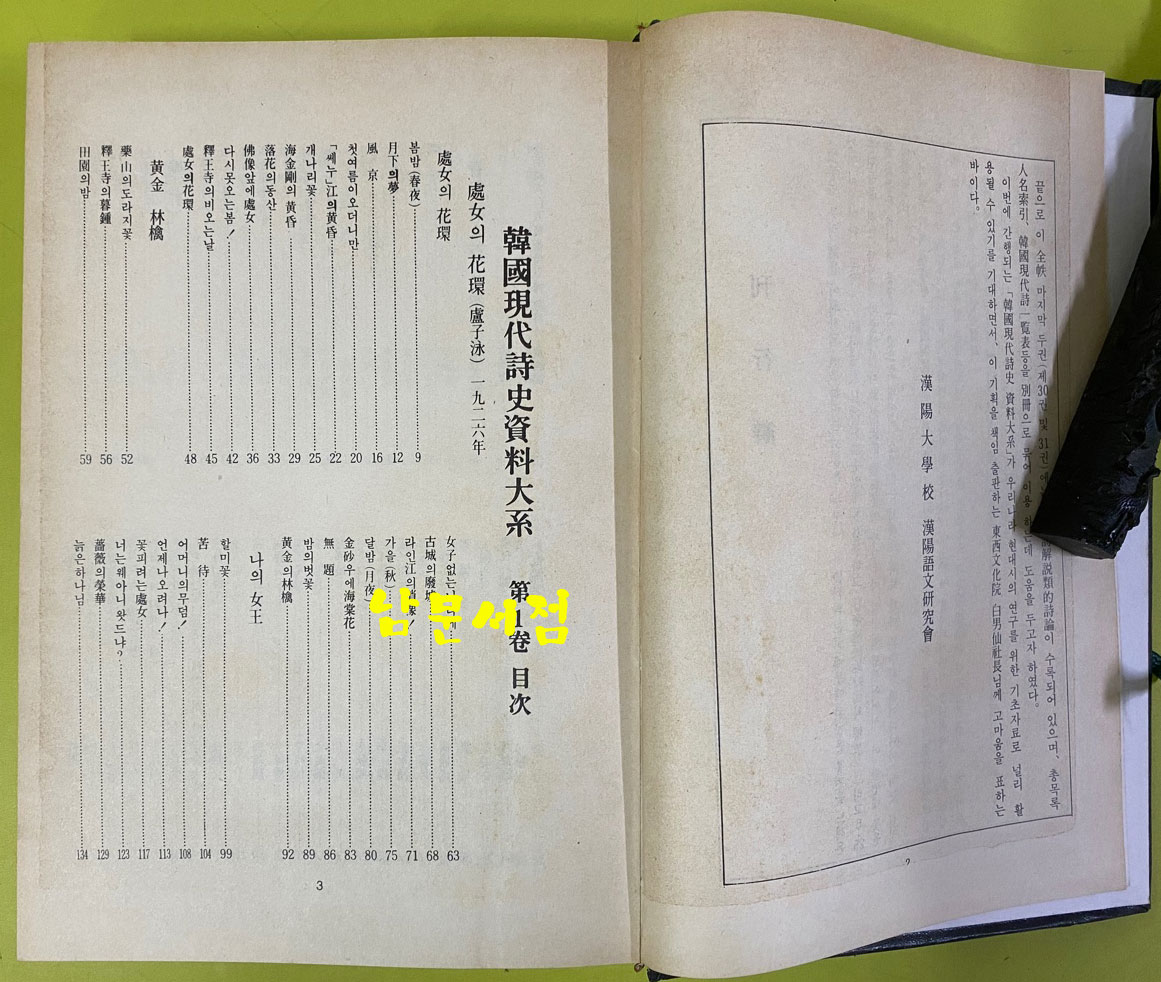 끝으로 이 全帙 마지막 두권(제30권 및 31권)에 解說類的 詩論이 수록되어 있으며, 총목록
人名索引, 韓國現代詩一覽表등을 別冊으로 묶어 이용하는데 도움을 두고자 하였다.
이번에 간행되는 「韓國現代詩史 資料大系」가 우리나라 현대시의 연구를 위한 기초자료로 널리 활
용될 수 있기를 기대하면서, 이 기획을 책임 출판하는 東西文化院 白男仙社長님께 고마움을 표하는
바이다.
漢陽大學校 漢陽語文研究會
2
韓國現代詩史資料大系 第1卷 目次
處女의 花環 (盧子泳) 一九二六年
處女의 花環
봄밤(春夜) 9
月下의夢 12
風京 16
첫여름이오더니만 20
「쎄누」江의黃昏 22
개나리꽃 25
海金剛의黃昏 29
落花의동산 33
佛像앞에處女 36
다시못오는봄! 42
釋王寺의비오는날 45
處女의花環 48
黃金 林檎
藥山의도라지꽃 52
釋王寺의暮鍾 56
田園의밤 59
女子없는 63
古城의廢墟 68
라인江의 71
가을(秋) 75
달밤(月夜) 80
金砂우에海棠花 83
無題 86
밤의벗꽃 89
黃金의林檎 92
나의 女王
할미꽃 99
苦待 104
어머니의무덤! 108
언제나오려나! 113
꽃피려는處女 117
너는웨아니왓드냐? 123
薔薇의榮華 129
늙은하나님 134
3
남문서점